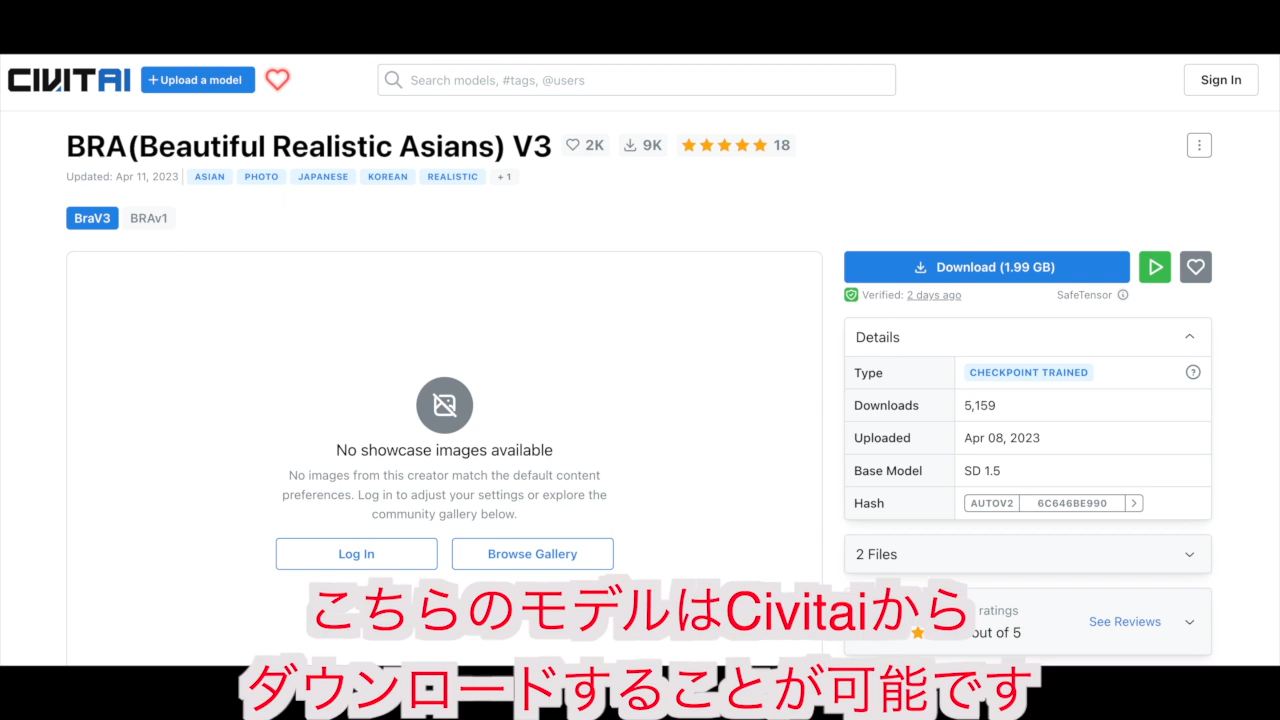 CIVITAI
+ Upload a model
Search models, #tags, @users
Sign In
BRA(Beautiful Realistic Asians) V3
2K
9K
18
Updated: Apr 11, 2023
ASIAN
PHOTO
JAPANESE
KOREAN
REALISTIC
+ 1
BraV3
BRAv1
No showcase images available
No images from this creator match the default content
preferences. Log in to adjust your settings or explore the
community gallery below.
Log In
Browse Gallery
Download (1.99 GB)
Verified: 2 days ago
SafeTensor
Details
Type
CHECKPOINT TRAINED
Downloads
5,159
Uploaded
Apr 08, 2023
Base Model
SD 1.5
Hash
AUTOV2
6C646BE990
2 Files
ratings
out of 5
See Reviews
こちらのモデルはCivitaiから
ダウンロードすることが可能です